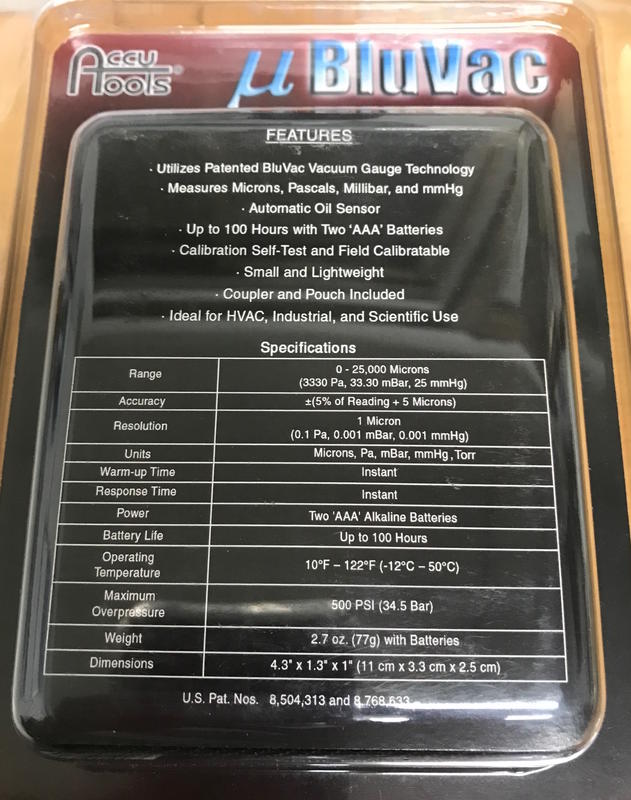 ACCU
Tools®
µ BluVac
FEATURES
· Utilizes Patented BluVac Vacuum Gauge Technology
· Measures Microns, Pascals, Millibar, and mmHg
· Automatic Oil Sensor
· Up to 100 Hours with Two 'AAA' Batteries
· Calibration Self-Test and Field Calibratable
· Small and Lightweight
· Coupler and Pouch Included
· Ideal for HVAC, Industrial, and Scientific Use
Specifications
Range 0 - 25,000 Microns
(3330 Pa, 33.30 mBar, 25 mmHg)
Accuracy ±(5% of Reading + 5 Microns)
Resolution 1 Micron
(0.1 Pa, 0.001 mBar, 0.001 mmHg)
Units Microns, Pa, mBar, mmHg, Torr
Warm-up Time Instant
Response Time Instant
Power Two 'AAA' Alkaline Batteries
Battery Life Up to 100 Hours
Operating
Temperature 10°F – 122°F (-12°C – 50°C)
Maximum
Overpressure 500 PSI (34.5 Bar)
Weight 2.7 oz. (77g) with Batteries
Dimensions 4.3" x 1.3" x 1" (11 cm x 3.3 cm x 2.5 cm)
U.S. Pat. Nos. 8,504,313 and 8,768,633